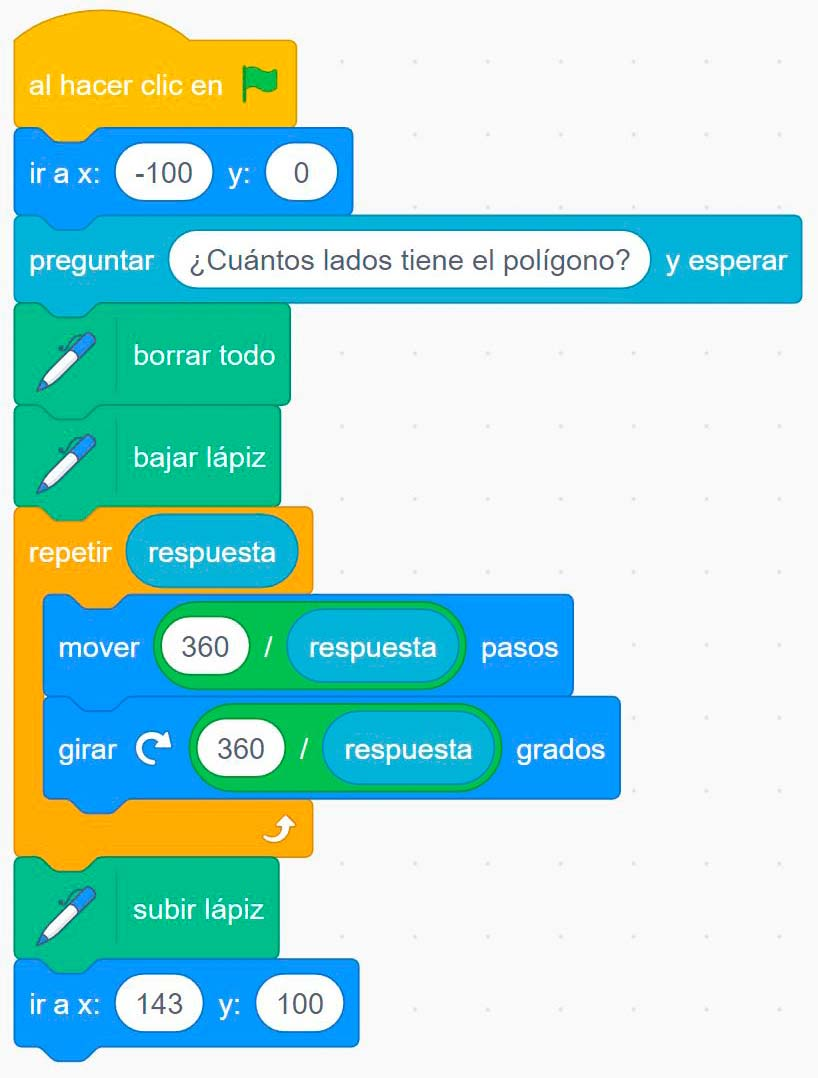 al hacer clic en
ir a x: -100 y: 0
preguntar ¿Cuántos lados tiene el polígono? y esperar
borrar todo
bajar lápiz
repetir respuesta
mover 360 / respuesta pasos
girar 360 / respuesta grados
subir lápiz
ir a x: 143 y: 100